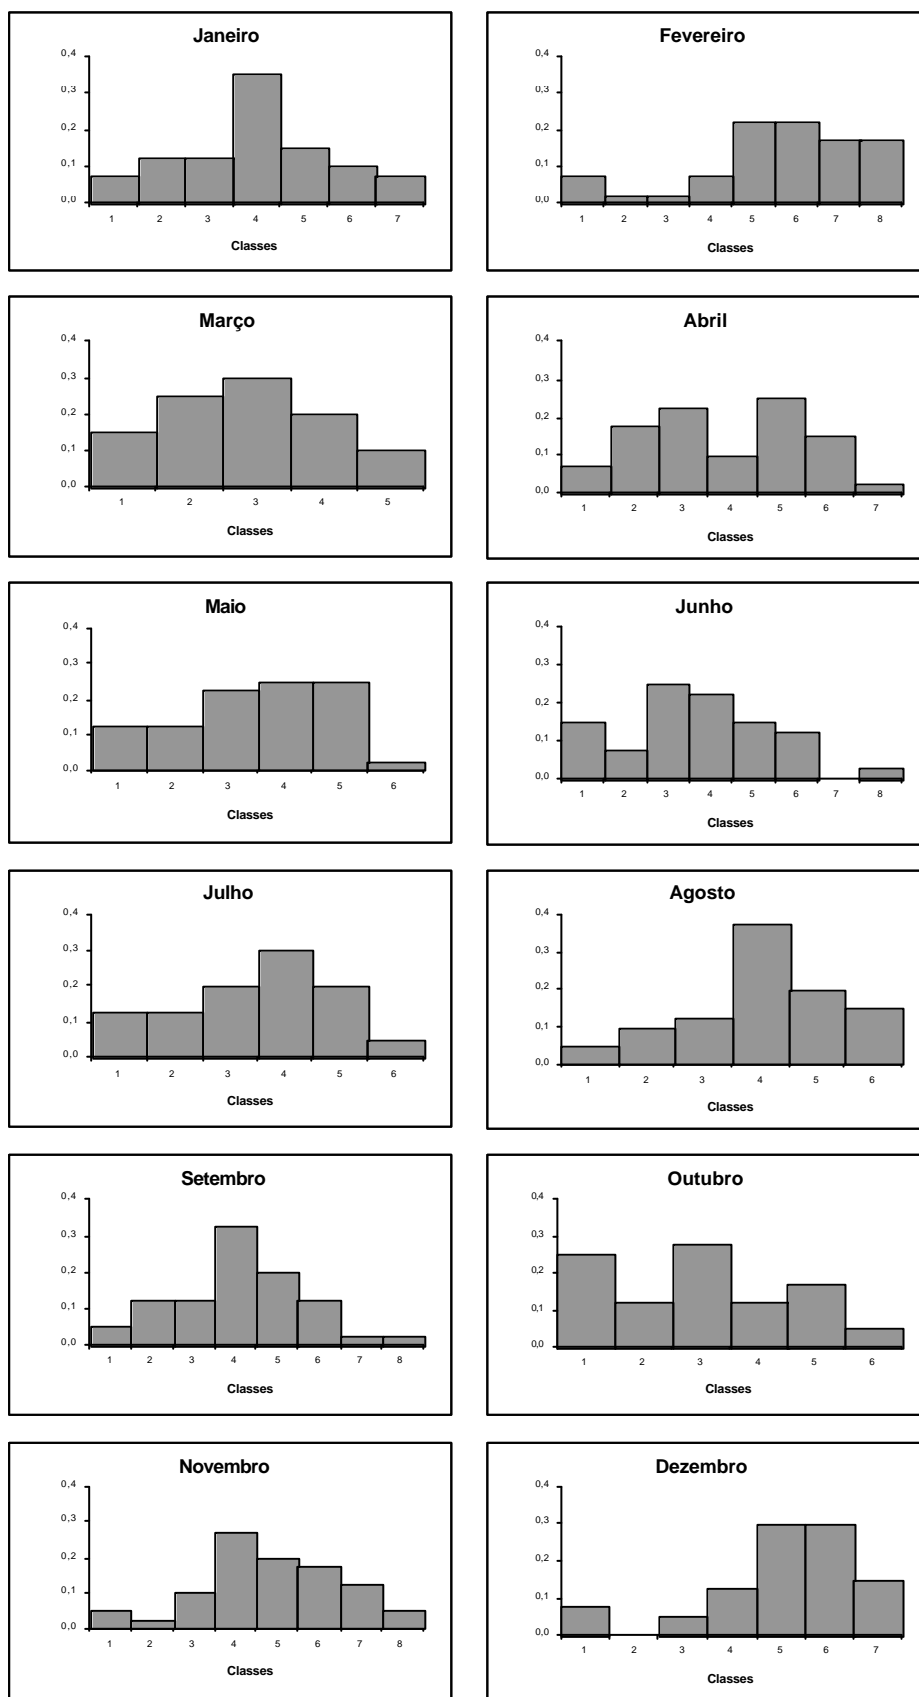 Janeiro
0,4
0,3
0,2
0,1
0,0
1 2 3 4 5 6 7
Classes
Fevereiro
0,4
0,3
0,2
0,1
0,0
1 2 3 4 5 6 7 8
Classes
Março
0,4
0,3
0,2
0,1
0,0
1 2 3 4 5
Classes
Abril
0,4
0,3
0,2
0,1
0,0
1 2 3 4 5 6 7
Classes
Maio
0,4
0,3
0,2
0,1
0,0
1 2 3 4 5 6
Classes
Junho
0,4
0,3
0,2
0,1
0,0
1 2 3 4 5 6 7 8
Classes
Julho
0,4
0,3
0,2
0,1
0,0
1 2 3 4 5 6
Classes
Agosto
0,4
0,3
0,2
0,1
0,0
1 2 3 4 5 6
Classes
Setembro
0,4
0,3
0,2
0,1
0,0
1 2 3 4 5 6 7 8
Classes
Outubro
0,4
0,3
0,2
0,1
0,0
1 2 3 4 5 6
Classes
Novembro
0,4
0,3
0,2
0,1
0,0
1 2 3 4 5 6 7 8
Classes
Dezembro
0,4
0,3
0,2
0,1
0,0
1 2 3 4 5 6 7
Classes